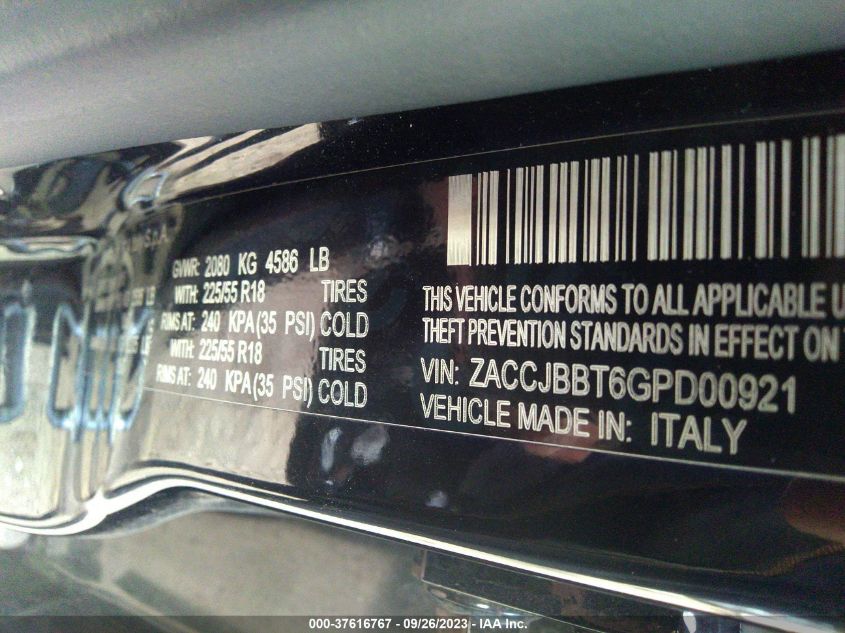 GVWR: 2080 KG 4586 LB
WITH: 225/55 R18 TIRES
RIMS AT: 240 KPA(35 PSI) COLD
WITH: 225/55 R18 TIRES
RIMS AT: 240 KPA(35 PSI) COLD
THIS VEHICLE CONFORMS TO ALL APPLICABLE U
THEFT PREVENTION STANDARDS IN EFFECT ON
VIN: ZACCJBBT6GPD00921
VEHICLE MADE IN: ITALY
000-37616767 - 09/26/2023 - IAA Inc.